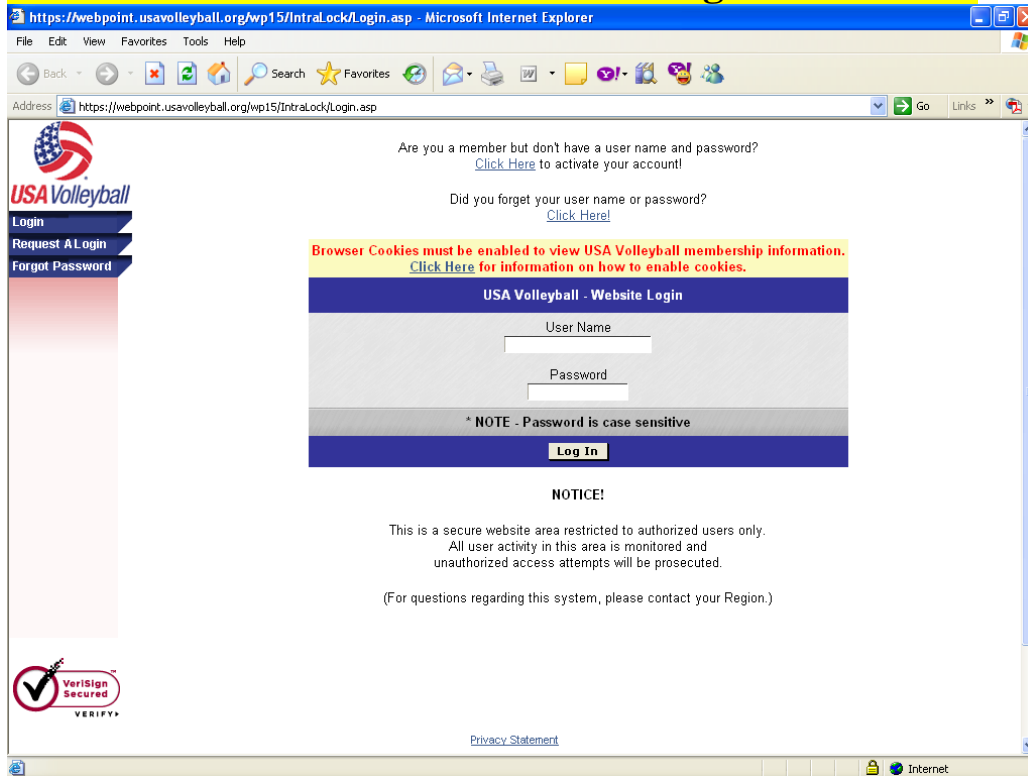 https://webpoint.usavolleyball.org/wp15/IntraLock/Login.asp - Microsoft Internet Explorer
File Edit View Favorites Tools Help
Back Search Favorites
Address https://webpoint.usavolleyball.org/wp15/IntraLock/Login.asp Go Links »
USA Volleyball
Login
Request A Login
Forgot Password
Are you a member but don't have a user name and password?
Click Here to activate your account!
Did you forget your user name or password?
Click Here!
Browser Cookies must be enabled to view USA Volleyball membership information.
Click Here for information on how to enable cookies.
USA Volleyball - Website Login
User Name
Password
* NOTE - Password is case sensitive
Log In
NOTICE!
This is a secure website area restricted to authorized users only.
All user activity in this area is monitored and
unauthorized access attempts will be prosecuted.
(For questions regarding this system, please contact your Region.)
VeriSign
Secured
VERIFY
Privacy Statement
Internet